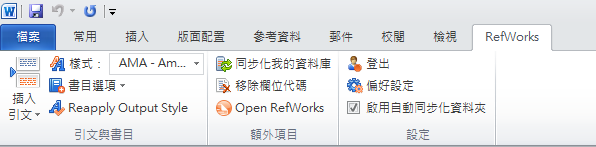 檔案 常用 插入 版面配置 參考資料 郵件 校閱 檢視 RefWorks
插入
引文
樣式： AMA - Am...
書目選項
Reapply Output Style
引文與書目
同步化我的資料庫
移除欄位代碼
Open RefWorks
額外項目
登出
偏好設定
啟用自動同步化資料夾
設定